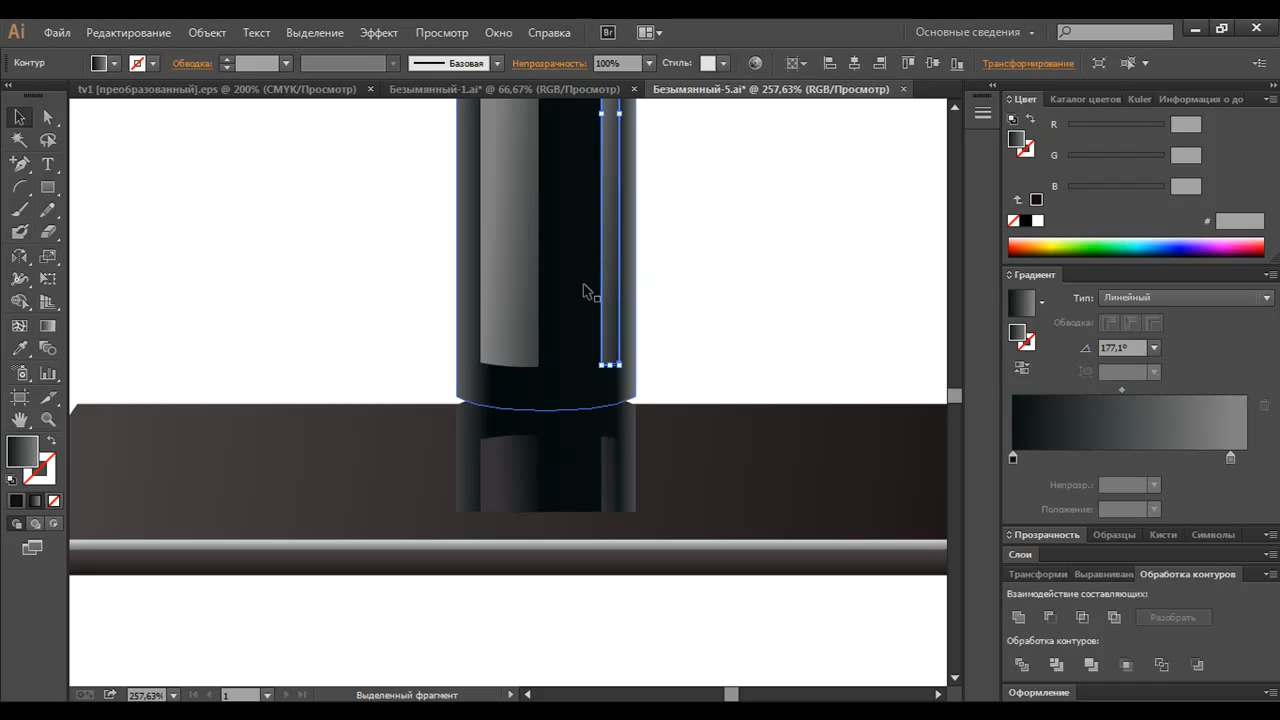 Ai Файл Редактирование Объект Текст Выделение Эффект Просмотр Окно Справка Br Основные сведения
Контур Обводка: Базовая Непрозрачность: 100% Стиль: Трансформирование
tv1 [преобразованный].eps @ 200% (CMYK/Просмотр) × Безымянный-1.ai* @ 66,67% (RGB/Просмотр) × Безымянный-5.ai* @ 257,63% (RGB/Просмотр) ×
Цвет Каталог цветов Kuler Информация о до
R
G
B
#
Градиент
Тип: Линейный
Обводка:
177,1°
Непрозр.:
Положение:
Прозрачность Образцы Кисти Символы
Слои
Трансформи Выравнивани Обработка контуров
Взаимодействие составляющих:
Разобрать
Обработка контуров:
Оформление
257,63% 1 Выделенный фрагмент